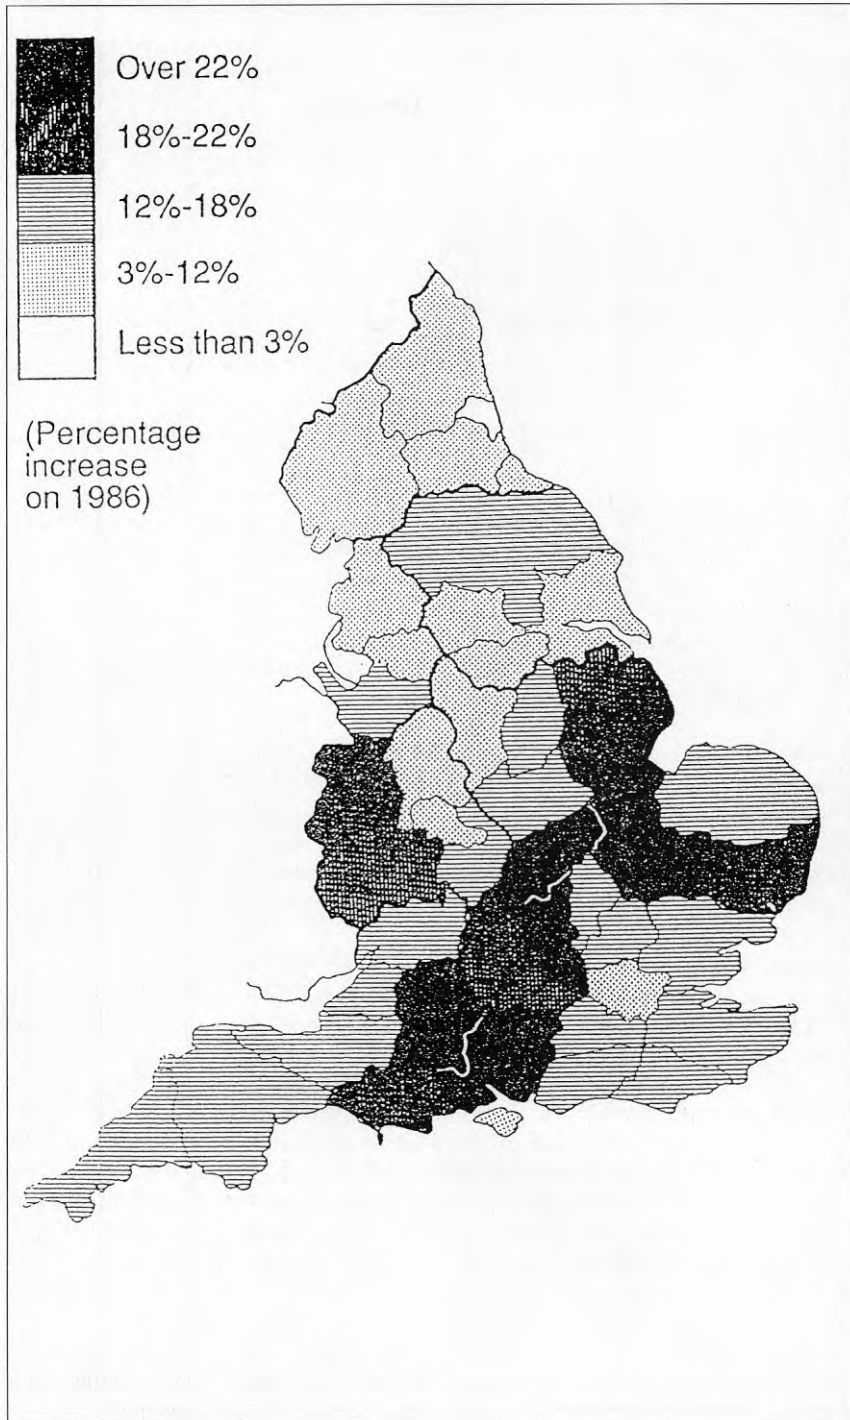 Over 22%
18%-22%
12%-18%
3%-12%
Less than 3%
(Percentage
increase
on 1986)